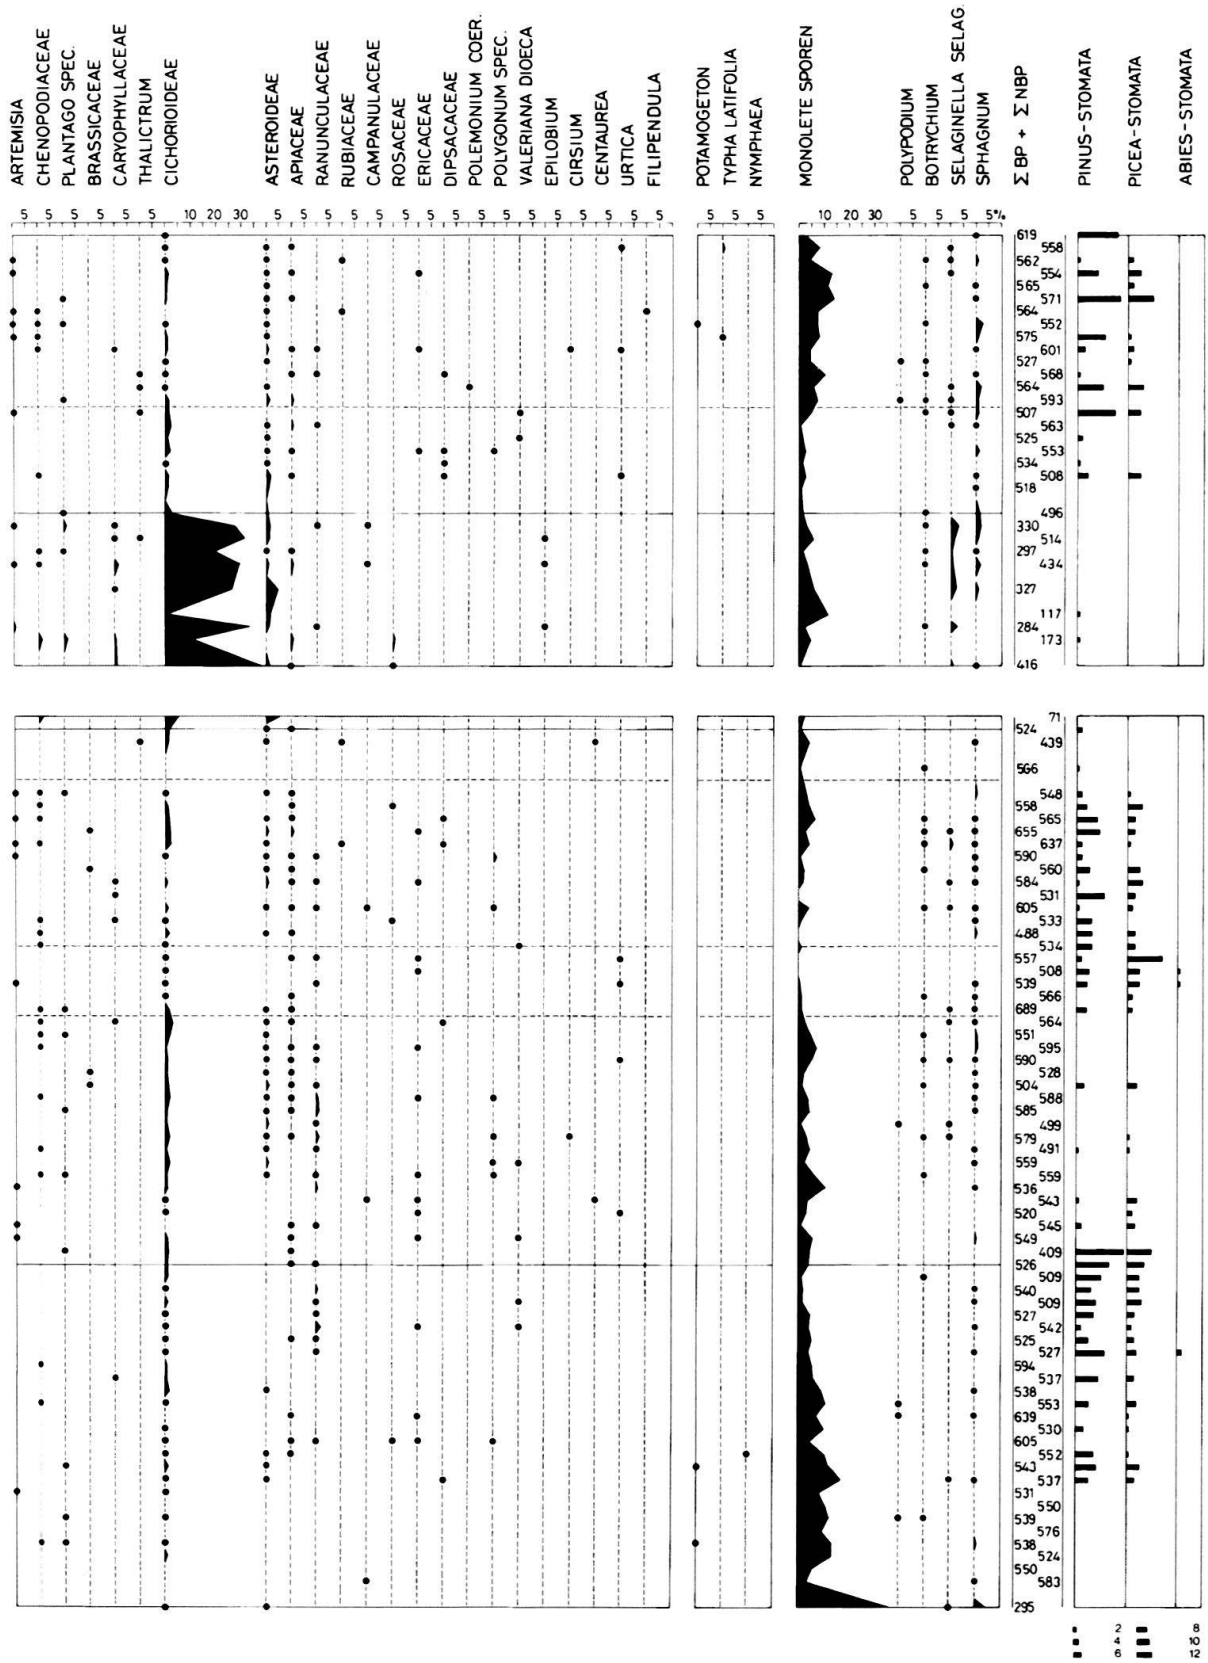 ARTEMISIA
CHENOPODIACEAE
PLANTAGO SPEC.
BRASSICACEAE
CARYOPHYLLACEAE
THALICTRUM
CICHORIOIDEAE
ASTEROIDEAE
APIACEAE
RANUNCULACEAE
RUBIACEAE
CAMPANULACEAE
ROSACEAE
ERICACEAE
DIPSACACEAE
POLEMONIUM COER.
POLYGONUM SPEC.
VALERIANA DIOECA
EPILOBIUM
CIRSIUM
CENTAUREA
URTICA
FILIPENDULA
POTAMOGETON
TYPHA LATIFOLIA
NYMPHAEA
MONOLETE SPOREN
POLYPODIUM
BOTRYCHIUM
SELAGINELLA SELAG.
SPHAGNUM
Σ BP + Σ NBP
PINUS-STOMATA
PICEA-STOMATA
ABIES-STOMATA
5 5 5 5 5 5 10 20 30 5 5 5 5 5 5 5 5 5 5 5 5 5 5 5 5 5 5 5 10 20 30 5 5 5 5%
619
558
562
554
565
571
564
552
575
601
527
568
564
593
507
563
525
553
534
508
518
496
330
514
297
434
327
117
284
173
416
71
524
439
566
548
558
565
655
637
590
560
584
531
605
533
488
534
557
508
539
566
689
564
551
595
590
528
504
588
585
499
579
491
559
559
536
543
520
545
549
409
526
509
540
509
527
542
525
527
594
537
538
553
639
530
605
552
543
537
531
550
539
576
538
524
550
583
295
2 8
4 10
6 12